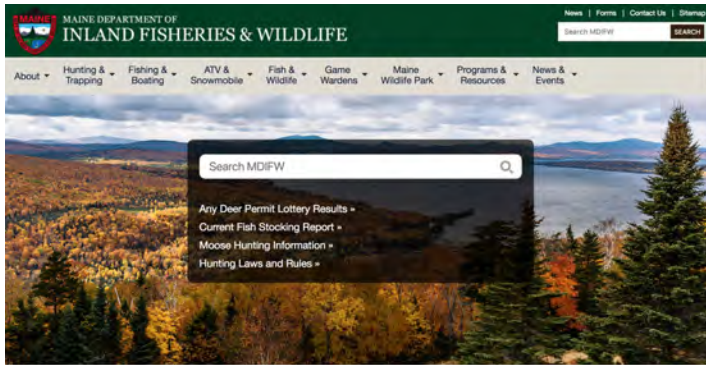 MAINE
MAINE DEPARTMENT OF
INLAND FISHERIES & WILDLIFE
News | Forms | Contact Us | Sitemap
Search MDIFW
SEARCH
About
Hunting & Trapping
Fishing & Boating
ATV & Snowmobile
Fish & Wildlife
Game Wardens
Maine Wildlife Park
Programs & Resources
News & Events
Search MDIFW
Any Deer Permit Lottery Results »
Current Fish Stocking Report »
Moose Hunting Information »
Hunting Laws and Rules »